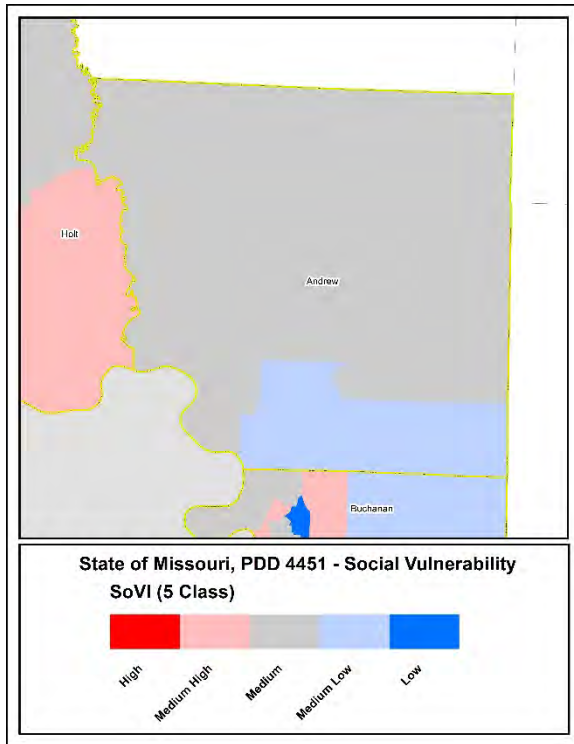 Holt
Andrew
Buchanan
State of Missouri, PDD 4451 - Social Vulnerability
SoVI (5 Class)
High
Medium High
Medium
Medium Low
Low